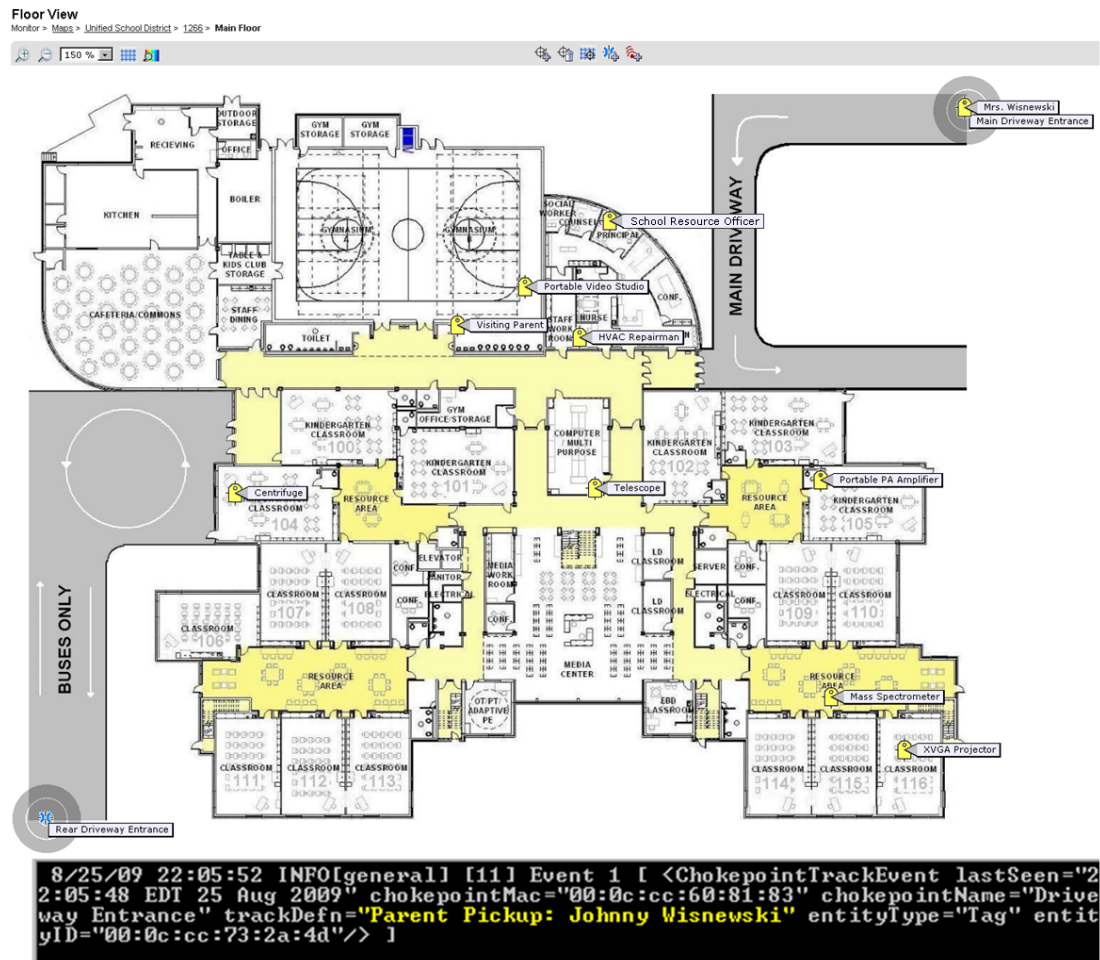 Floor View
Monitor > Maps > Unified School District > 1266 > Main Floor
150 %
Mrs. Wisnewski
Main Driveway Entrance
OUTDOOR
STORAGE
GYM
STORAGE
GYM
STORAGE
RECIEVING
OFFICE
KITCHEN
BOILER
SOCIAL
WORKER
COUNSEL
PRINCIPAL
School Resource Officer
MAIN DRIVEWAY
GYMNASIUM
A
GYMNASIUM
B
TABLE &
KIDS CLUB
STORAGE
Portable Video Studio
CONF.
CAFETERIA/COMMONS
STAFF
DINING
Visiting Parent
STAFF
WORK
ROOM
NURSE
TOILET
HVAC Repairman
KINDERGARTEN
CLASSROOM
100
GYM
OFFICE/STORAGE
COMPUTER
/ MULTI
PURPOSE
KINDERGARTEN
CLASSROOM
102
KINDERGARTEN
CLASSROOM
103
KINDERGARTEN
CLASSROOM
101
Centrifuge
CLASSROOM
104
RESOURCE
AREA
Telescope
RESOURCE
AREA
Portable PA Amplifier
KINDERGARTEN
CLASSROOM
105
ELEVATOR
CONF.
JANITOR
ELECTRICAL
CONF.
MEDIA
WORK
ROOM
CONF.
LD
CLASSROOM
LD
CLASSROOM
SERVER
CONF.
ELECTRICAL
CONF.
CLASSROOM
107
CLASSROOM
108
CLASSROOM
109
CLASSROOM
110
CLASSROOM
106
BUSES ONLY
MEDIA
CENTER
RESOURCE
AREA
RESOURCE
AREA
Mass Spectrometer
OT/PT/
ADAPTIVE
PE
EBD
CLASSROOM
XVGA Projector
CLASSROOM
111
CLASSROOM
112
CLASSROOM
113
CLASSROOM
114
CLASSROOM
115
CLASSROOM
116
Rear Driveway Entrance
8/25/09 22:05:52 INFO[general] [11] Event 1 [ <ChokepointTrackEvent lastSeen="2
2:05:48 EDT 25 Aug 2009" chokepointMac="00:0c:cc:60:81:83" chokepointName="Drive
way Entrance" trackDefn="Parent Pickup: Johnny Wisnewski" entityType="Tag" entit
yID="00:0c:cc:73:2a:4d"/> ]